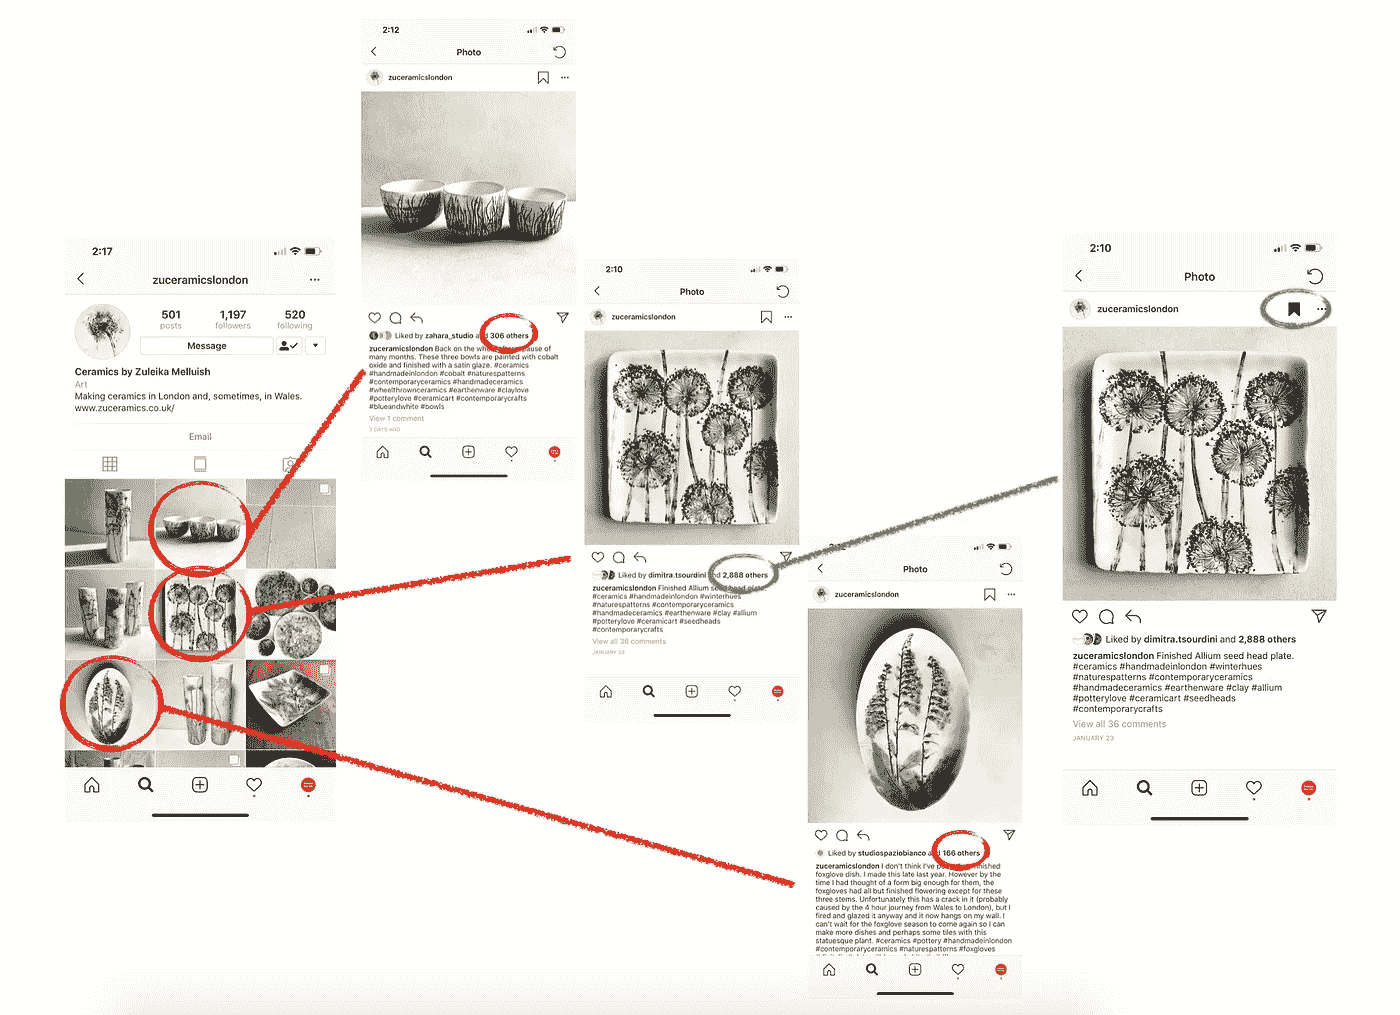 2:17
zuceramicslondon
501
1,197
520
posts
followers
following
Message
Ceramics by Zuleika Melluish
Art
Making ceramics in London and, sometimes, in Wales.
www.zuceramics.co.uk/
Email
2:12
Photo
zuceramicslondon
Liked by zahara_studio and 306 others
zuceramicslondon Back on the pause of
many months. These three bowls are painted with cobalt
oxide and finished with a satin glaze. #ceramics
#handmadeinlondon #cobalt #naturespatterns
#contemporaryceramics #handmadeceramics
#wheelthrownceramics #earthenware #claylove
#potterylove #ceramicart #contemporarycrafts
#blueandwhite #bowls
View 1 comment
3 DAYS AGO
2:10
Photo
zuceramicslondon
Liked by dimitra.tsourdini and 2,888 others
zuceramicslondon Finished Allium seed head plate.
#ceramics #handmadeinlondon #winterhues
#naturespatterns #contemporaryceramics
#handmadeceramics #earthenware #clay #allium
#potterylove #ceramicart #seedheads
#contemporarycrafts
View all 36 comments
JANUARY 23
2:12
Photo
zuceramicslondon
Liked by studiospaziobianco and 166 others
zuceramicslondon I don't think I've finished
foxglove dish. I made this late last year. However by the
time I had thought of a form big enough for them, the
foxgloves had all but finished flowering except for these
three stems. Unfortunately this has a crack in it (probably
caused by the 4 hour journey from Wales to London), but I
fired and glazed it anyway and it now hangs on my wall. I
can't wait for the foxglove season to come again so I can
make more dishes and perhaps some tiles with this
statuesque plant. #ceramics #pottery #handmadeinlondon
#contemporaryceramics #naturespatterns #foxgloves
2:10
Photo
zuceramicslondon
Liked by dimitra.tsourdini and 2,888 others
zuceramicslondon Finished Allium seed head plate.
#ceramics #handmadeinlondon #winterhues
#naturespatterns #contemporaryceramics
#handmadeceramics #earthenware #clay #allium
#potterylove #ceramicart #seedheads
#contemporarycrafts
View all 36 comments
JANUARY 23